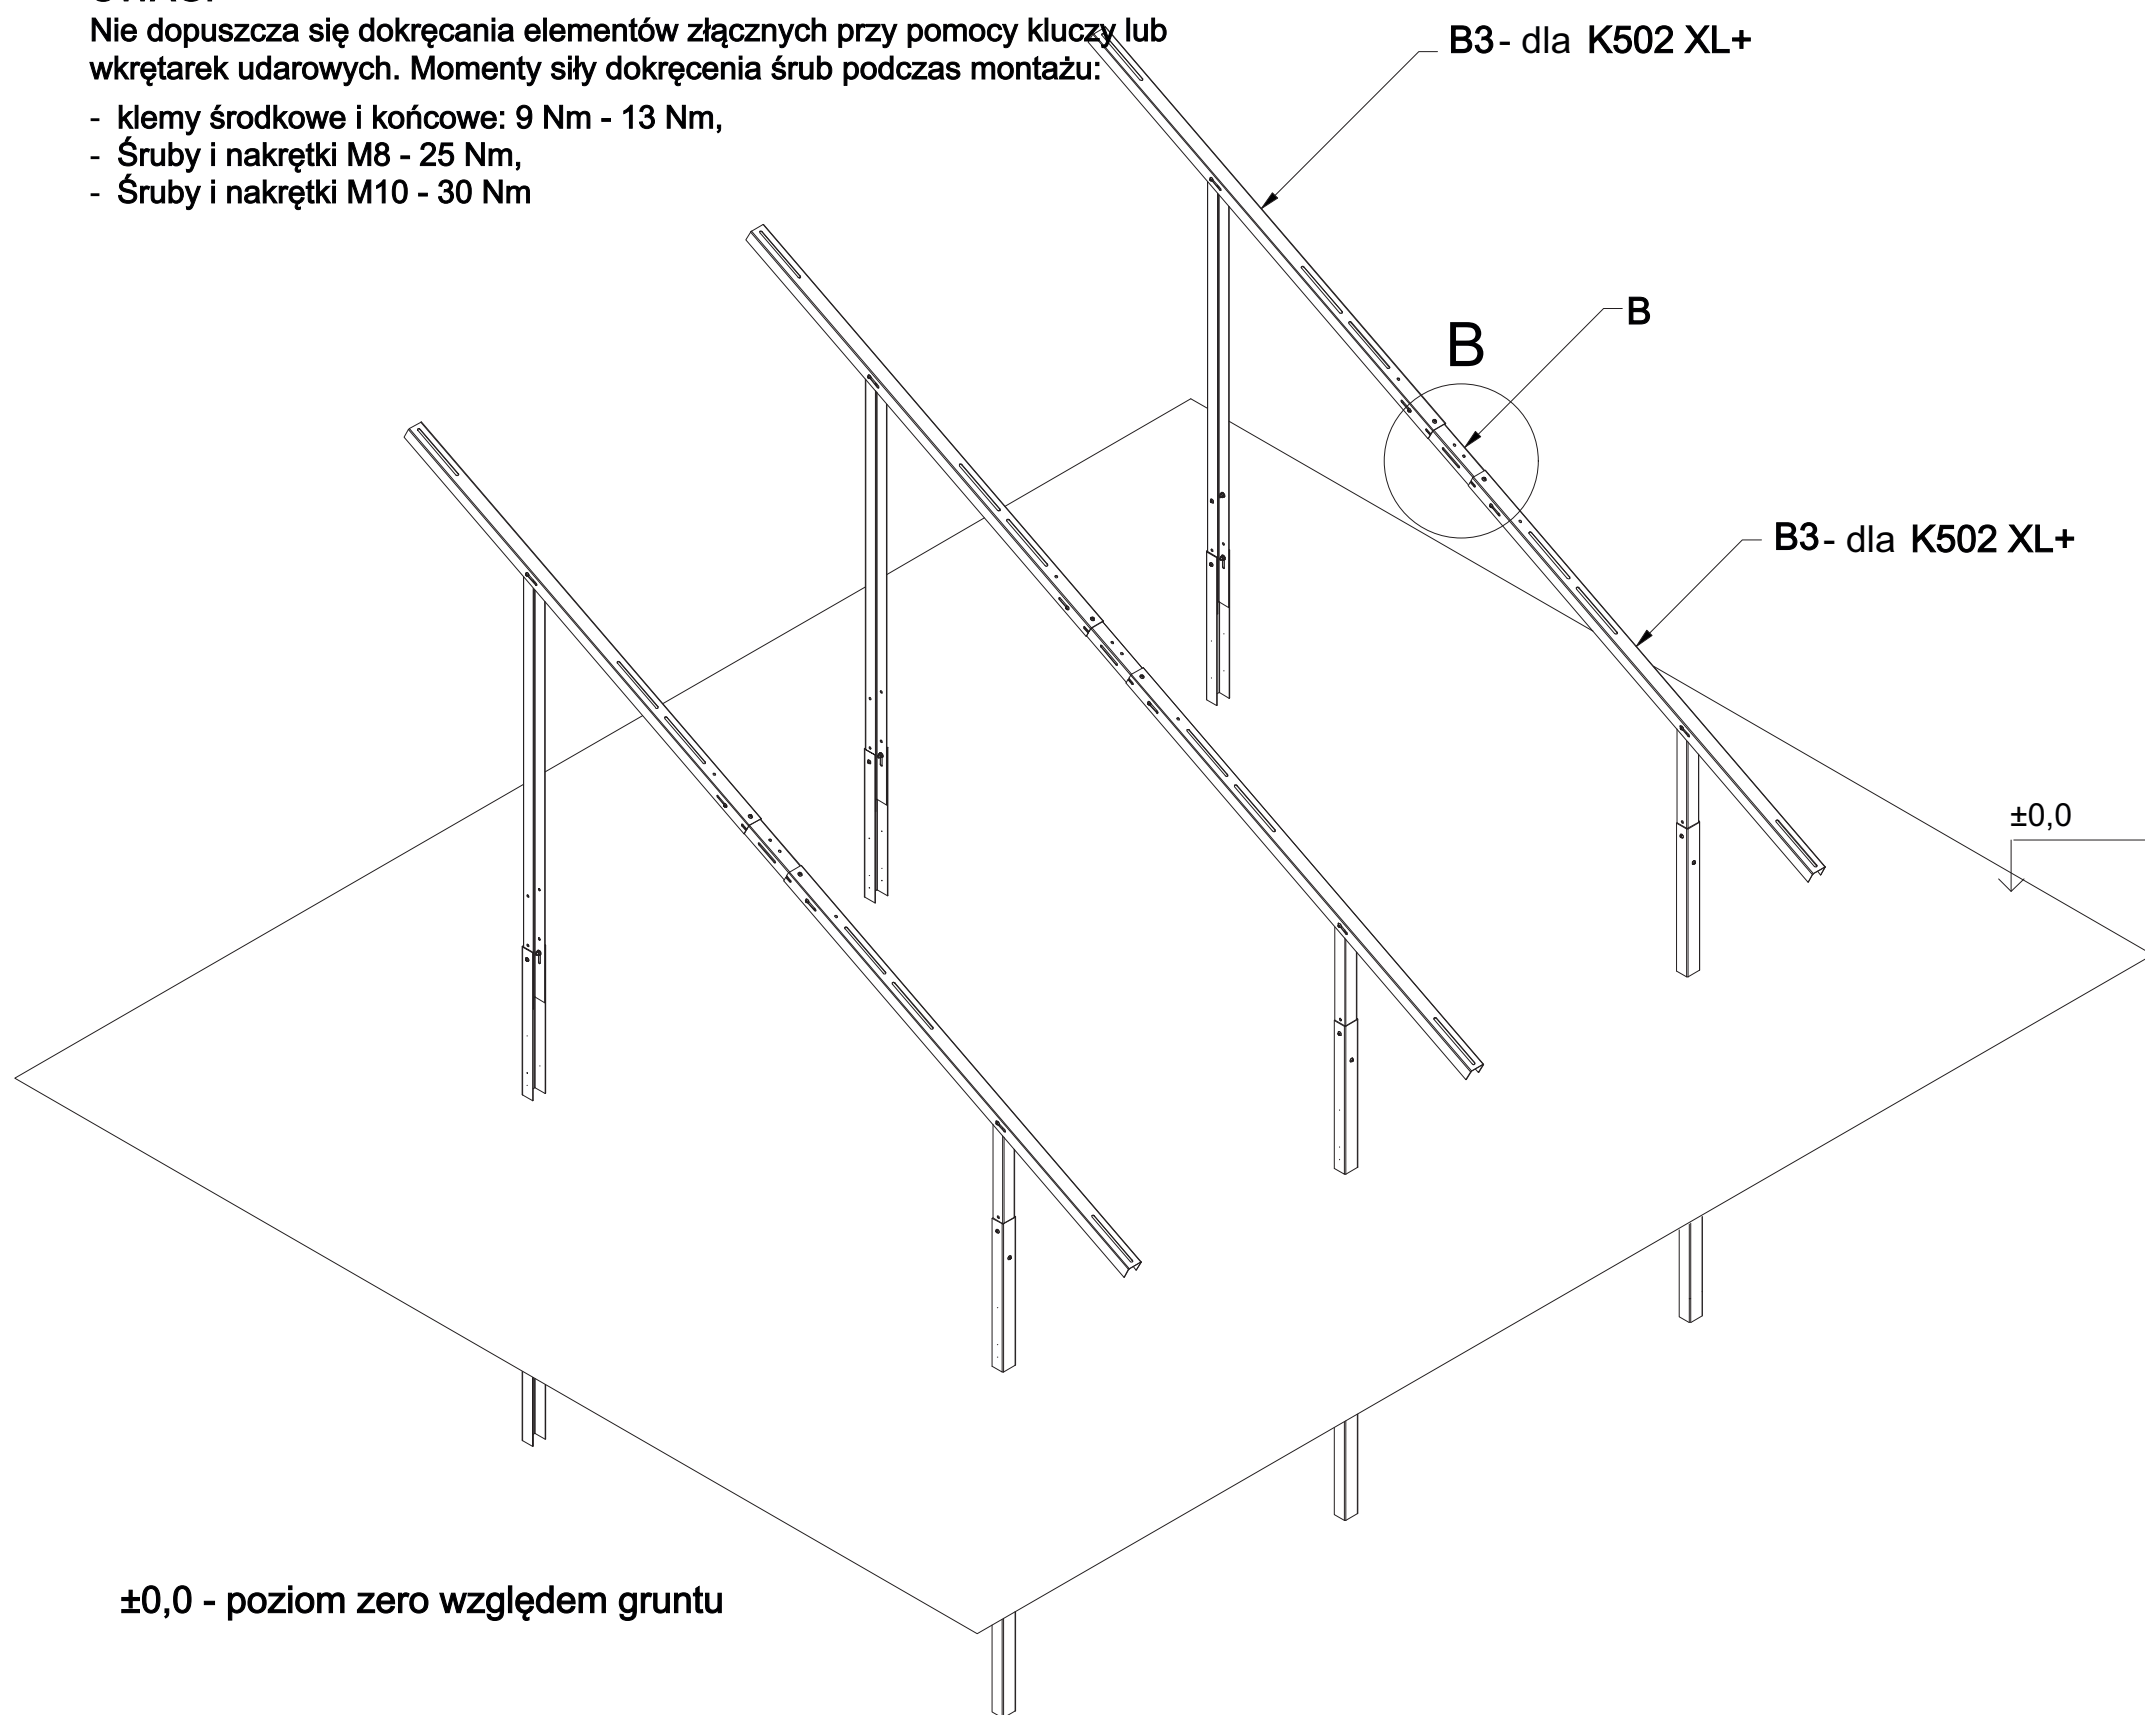 Nie dopuszcza się dokręcania elementów złącznych przy pomocy kluczy lub
wkrętarek udarowych. Momenty siły dokręcenia śrub podczas montażu:
- klemy środkowe i końcowe: 9 Nm - 13 Nm,
- Śruby i nakrętki M8 - 25 Nm,
- Śruby i nakrętki M10 - 30 Nm
B3 - dla K502 XL+
B
B
B3 - dla K502 XL+
±0,0
±0,0 - poziom zero względem gruntu